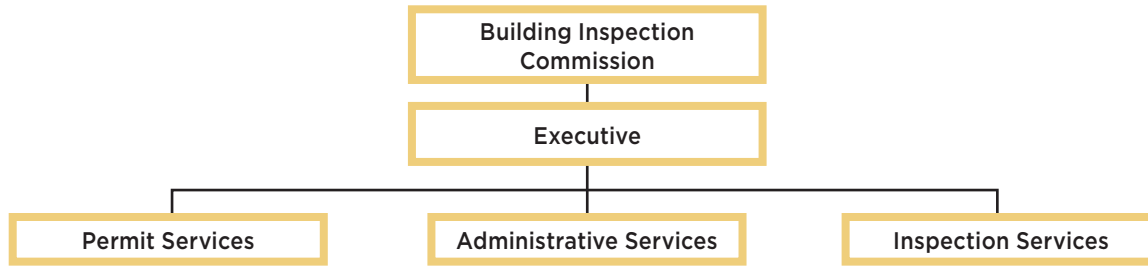 Building Inspection
Commission
Executive
Permit Services
Administrative Services
Inspection Services